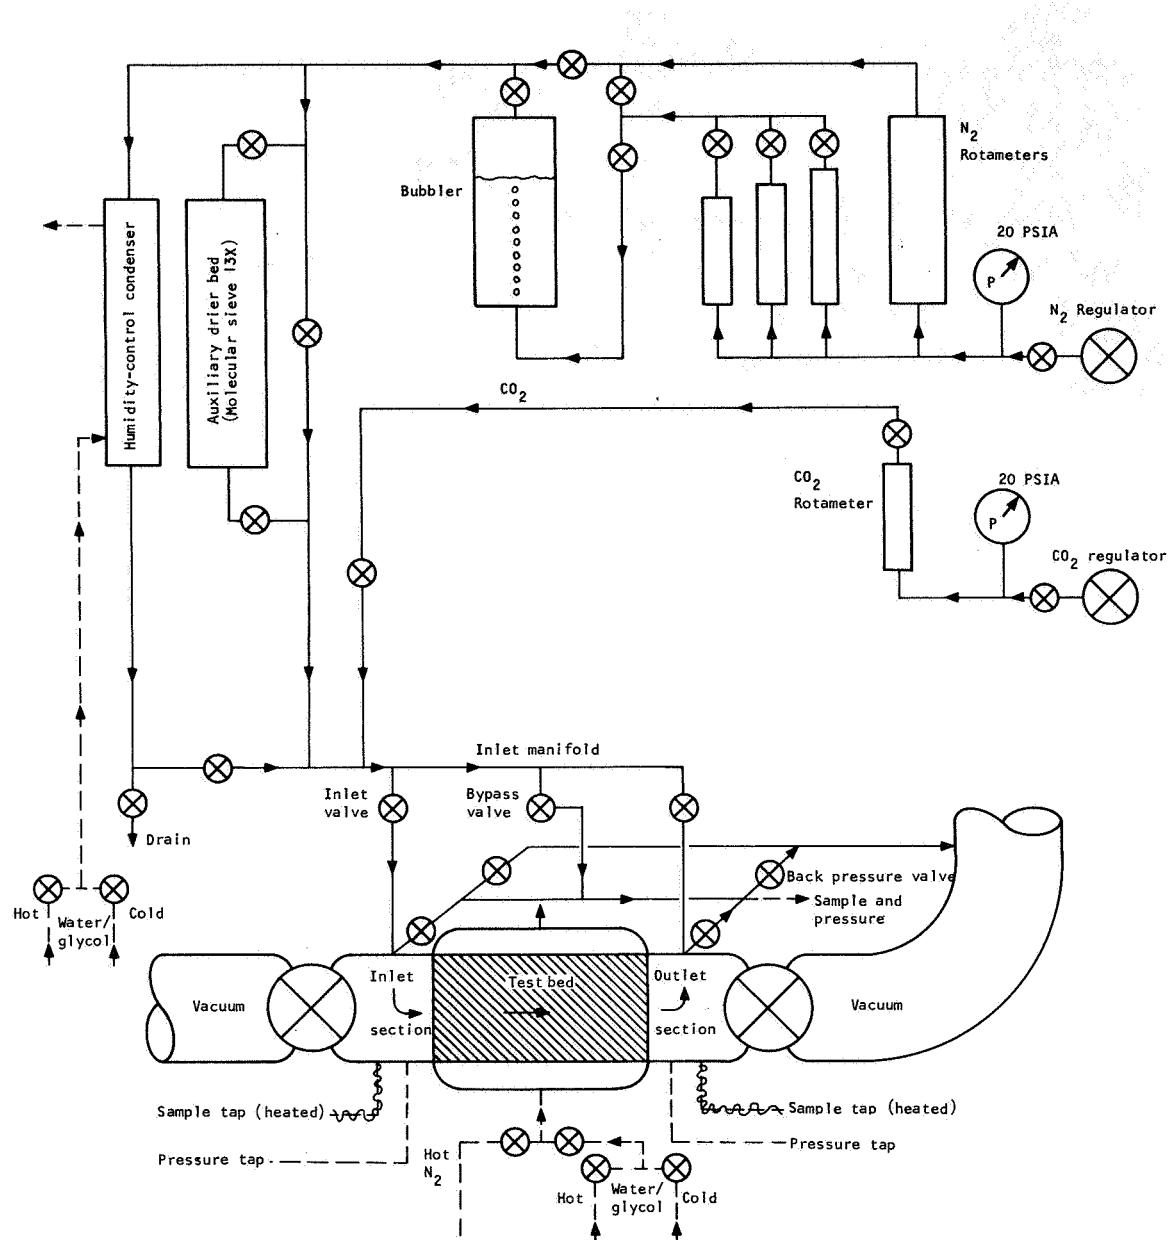 N2
Rotameters
Bubbler
20 PSIA
P
N2 Regulator
Humidity-control condenser
Auxiliary drier bed
(Molecular sieve 13X)
CO2
CO2
Rotameter
20 PSIA
P
CO2 regulator
Inlet manifold
Inlet
valve
Bypass
valve
Drain
Back pressure valve
Sample and
pressure
Hot
Water/
glycol
Cold
Vacuum
Inlet
section
Test bed
Outlet
section
Vacuum
Sample tap (heated)
Sample tap (heated)
Pressure tap
Pressure tap
Hot
N2
Hot
Water/
glycol
Cold